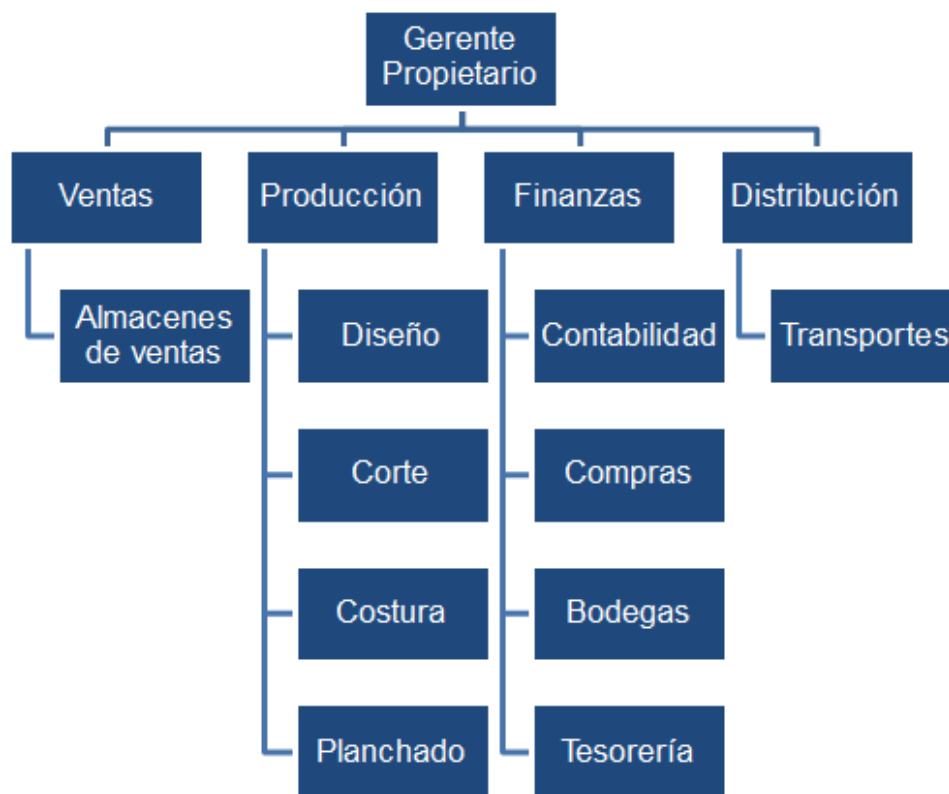 Gerente
Propietario
Ventas
Producción
Finanzas
Distribución
Almacenes
de ventas
Diseño
Contabilidad
Transportes
Corte
Compras
Costura
Bodegas
Planchado
Tesorería